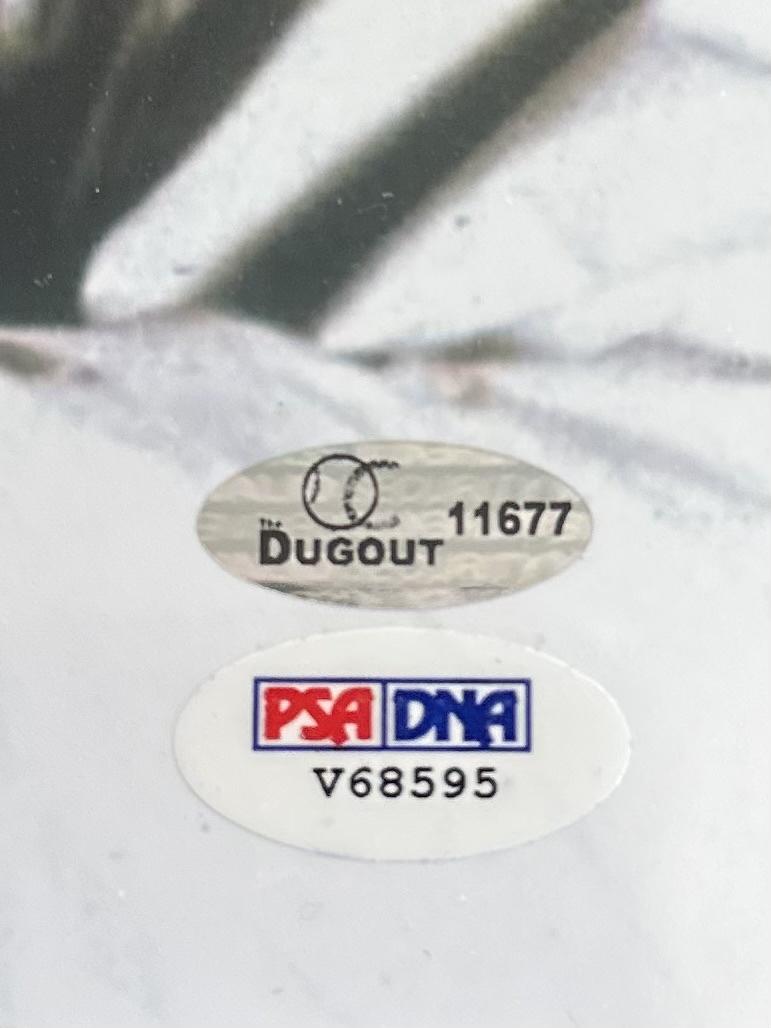 The
DUGOUT 11677
PSA DNA
V68595